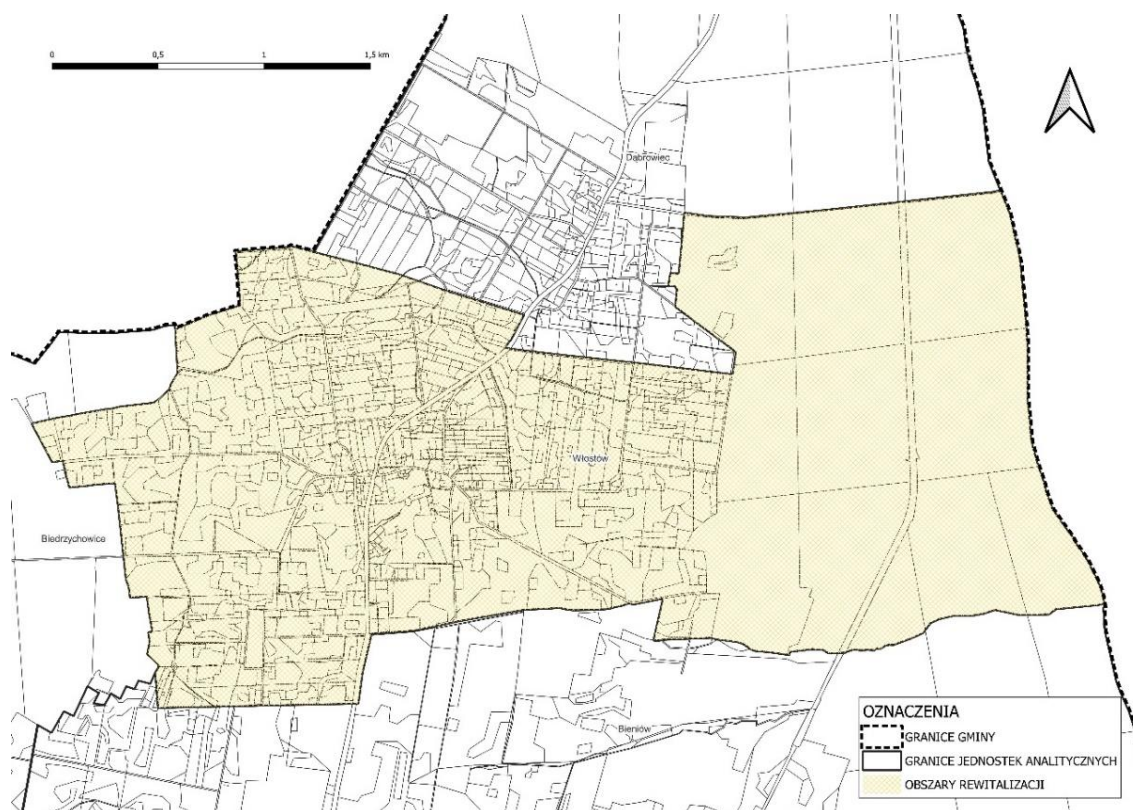 0 0,5 1 1,5 km
Dąbrowiec
Włostów
Biedrzychowice
Bieniów
OZNACZENIA
GRANICE GMINY
GRANICE JEDNOSTEK ANALITYCZNYCH
OBSZARY REWITALIZACJI